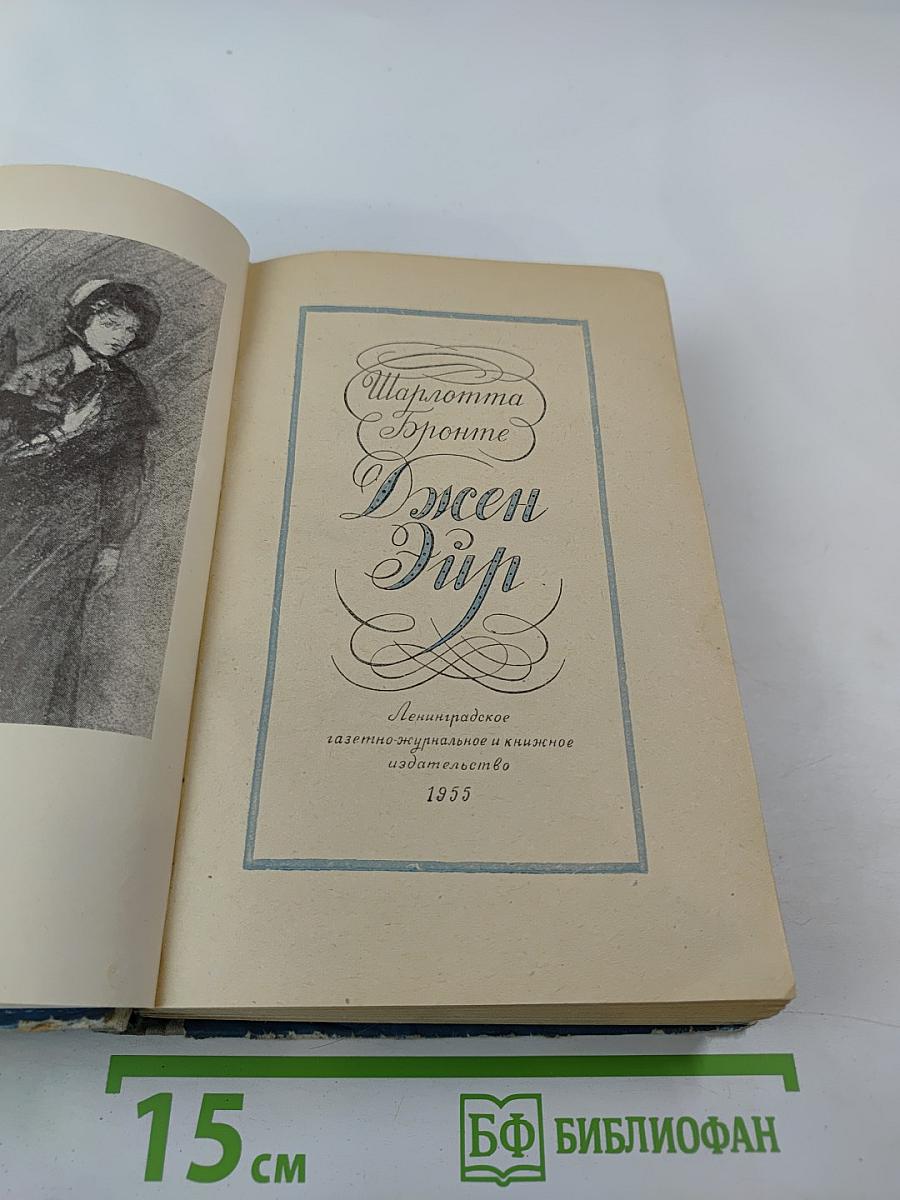 Шарлотта
Бронте
Джен
Эйр
Ленинградское
газетно-журнальное и книжное
издательство
1955
15 см
БФ БИБЛИОФАН